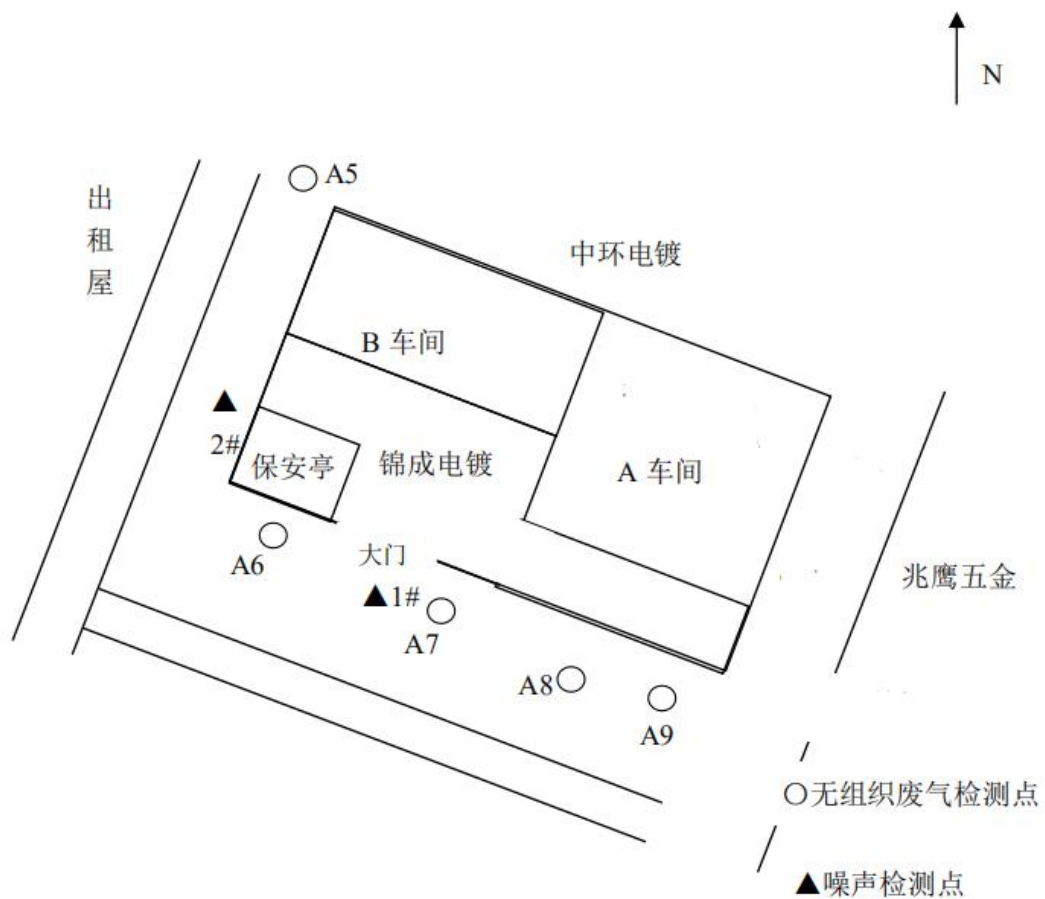 N
A5
出
租
屋
中环电镀
B 车间
2#
保安亭
锦成电镀
A 车间
A6
大门
▲1#
A7
兆鹰五金
A8
A9
○无组织废气检测点
▲噪声检测点